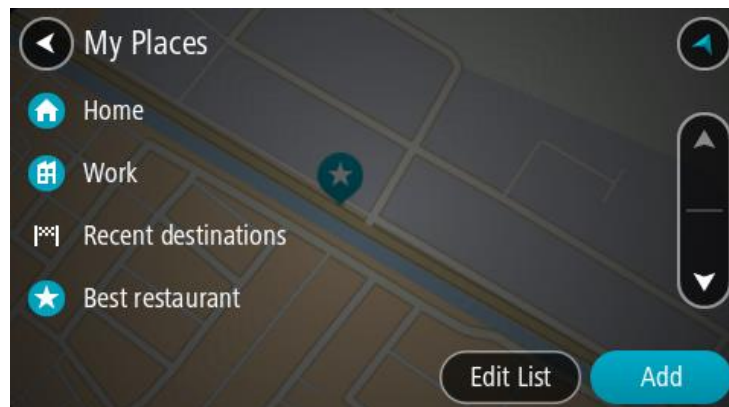 My Places
Home
Work
Recent destinations
Best restaurant
Edit List
Add